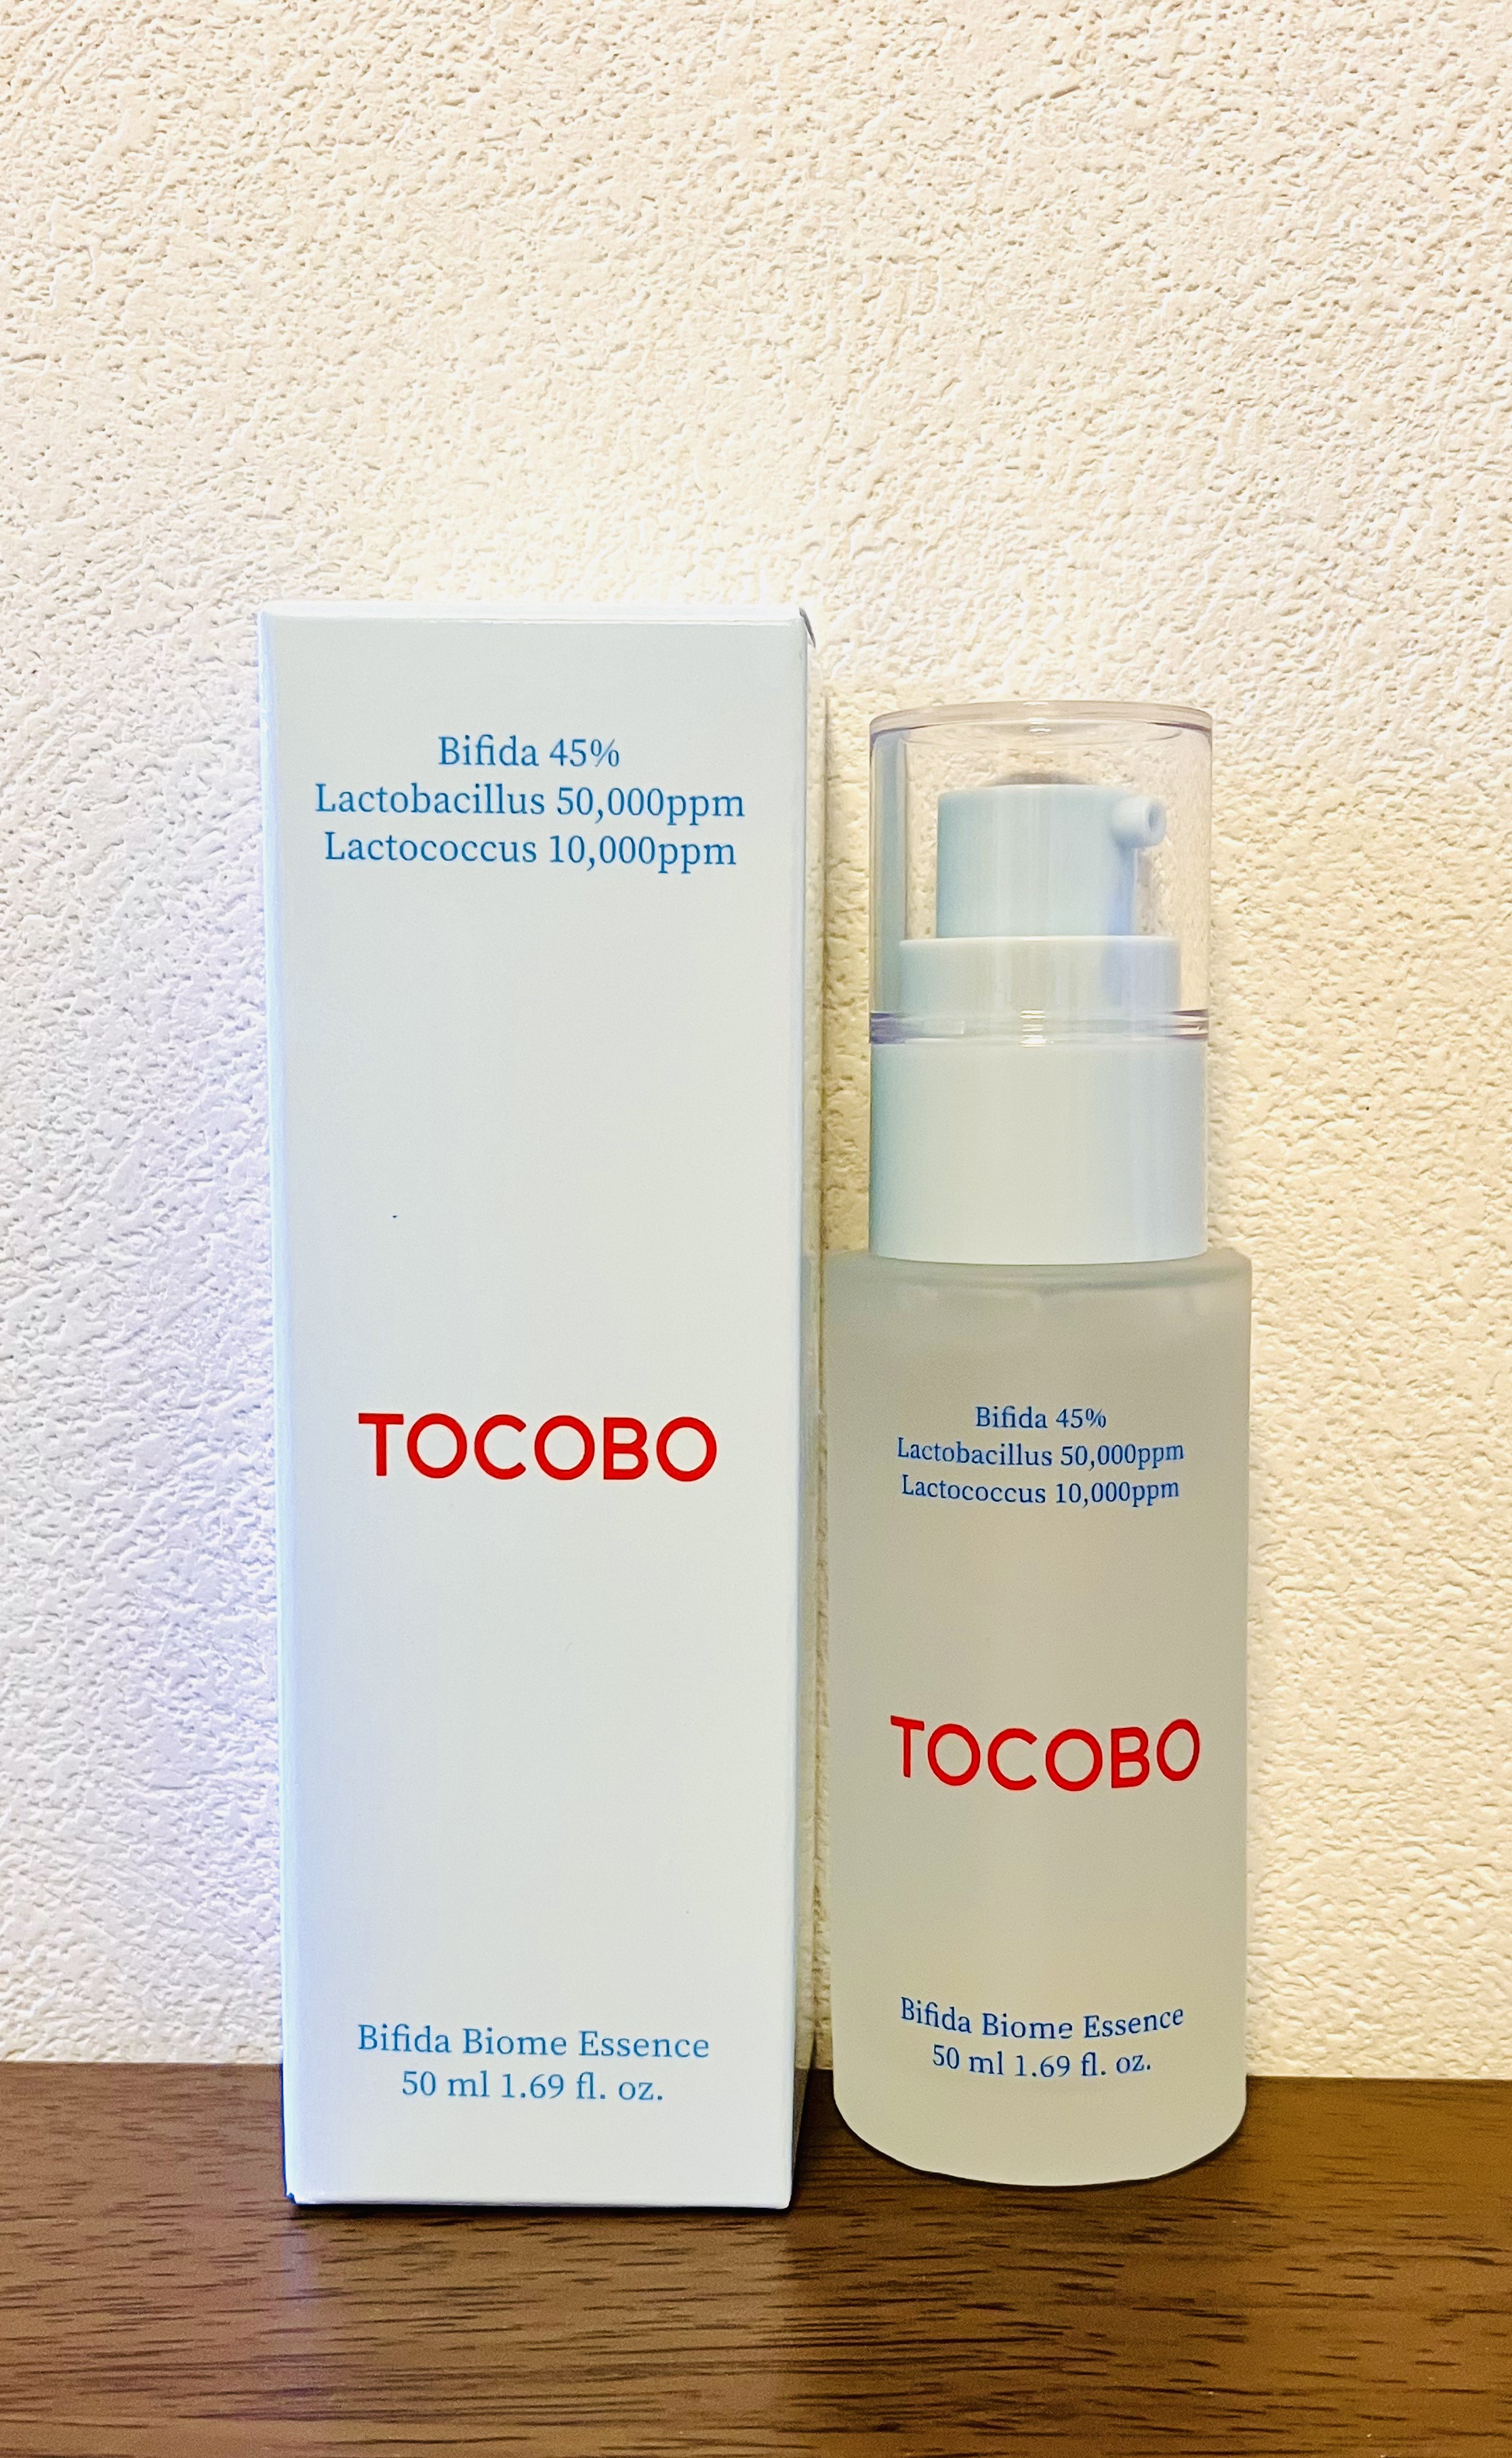 Bifida 45%
Lactobacillus 50,000ppm
Lactococcus 10,000ppm
TOCOBO
Bifida Biome Essence
50 ml 1.69 fl. oz.
Bifida 45%
Lactobacillus 50,000ppm
Lactococcus 10,000ppm
TOCOBO
Bifida Biome Essence
50 ml 1.69 fl. oz.